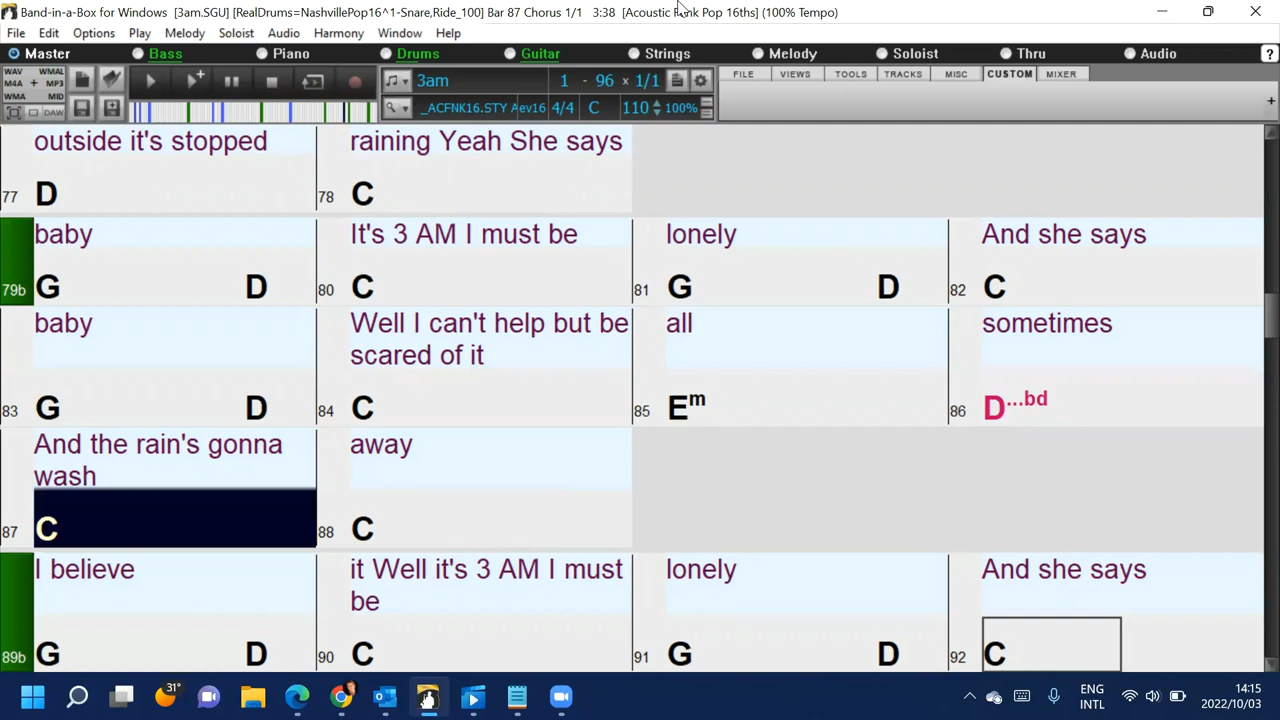 Band-in-a-Box for Windows [3am.SGU] [RealDrums=NashvillePop16^1-Snare,Ride_100] Bar 87 Chorus 1/1 3:38 [Acoustic Funk Pop 16ths] (100% Tempo)
File Edit Options Play Melody Soloist Audio Harmony Window Help
Master Bass Piano Drums Guitar Strings Melody Soloist Thru Audio ?
WAV WMAL
M4A + MP3
WMA MID
DAW
3am 1 - 96 x 1/1
_ACFNK16.STY Aev16 4/4 C 110 100%
FILE VIEWS TOOLS TRACKS MISC CUSTOM MIXER
+
outside it's stopped raining Yeah She says
77 D 78 C
baby It's 3 AM I must be lonely And she says
79b G D 80 C 81 G D 82 C
baby Well I can't help but be all sometimes
scared of it
83 G D 84 C 85 Em 86 D...bd
And the rain's gonna away
wash
87 C 88 C
I believe it Well it's 3 AM I must lonely And she says
be
89b G D 90 C 91 G D 92 C
31°
ENG
INTL
14:15
2022/10/03